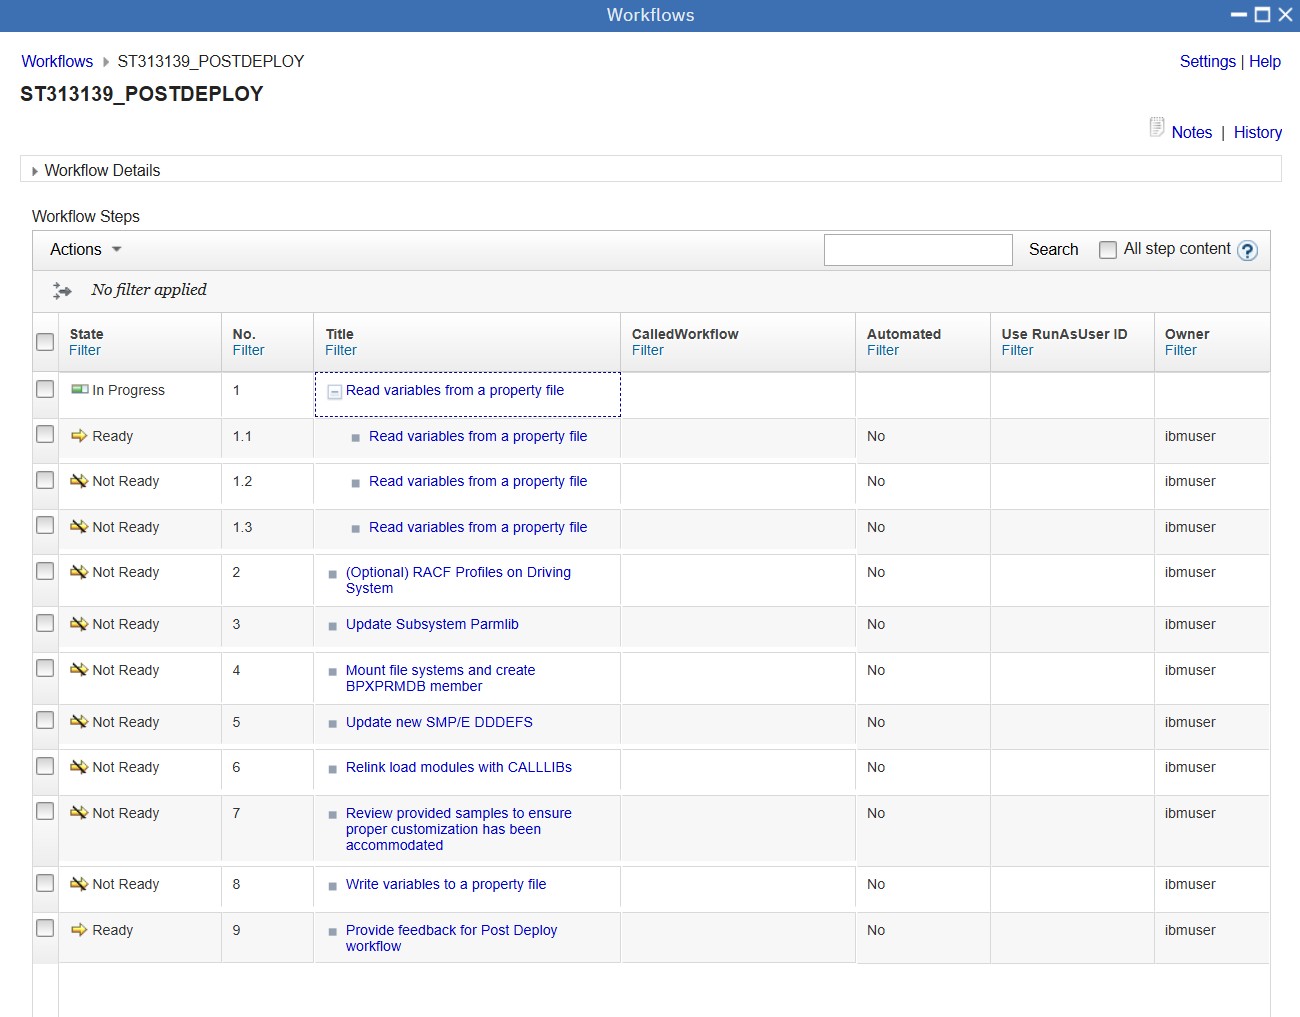 Workflows
Workflows ST313139_POSTDEPLOY
Settings | Help
ST313139_POSTDEPLOY
Notes | History
Workflow Details
Workflow Steps
Actions Search All step content ?
No filter applied
State No. Title CalledWorkflow Automated Use RunAsUser ID Owner
Filter Filter Filter Filter Filter Filter Filter
In Progress 1 Read variables from a property file
Ready 1.1 Read variables from a property file No ibmuser
Not Ready 1.2 Read variables from a property file No ibmuser
Not Ready 1.3 Read variables from a property file No ibmuser
Not Ready 2 (Optional) RACF Profiles on Driving No ibmuser
System
Not Ready 3 Update Subsystem Parmlib No ibmuser
Not Ready 4 Mount file systems and create No ibmuser
BPXPRMDB member
Not Ready 5 Update new SMP/E DDDEFS No ibmuser
Not Ready 6 Relink load modules with CALLLIBs No ibmuser
Not Ready 7 Review provided samples to ensure No ibmuser
proper customization has been
accommodated
Not Ready 8 Write variables to a property file No ibmuser
Ready 9 Provide feedback for Post Deploy No ibmuser
workflow